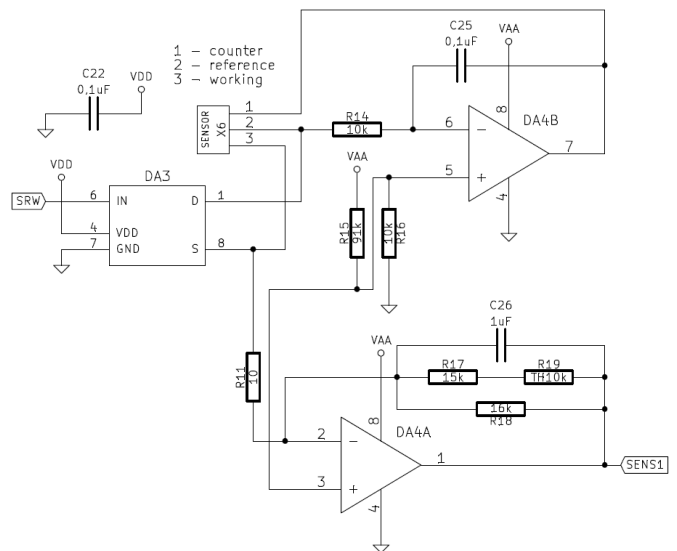 C25
0,1uF
VAA
1 – counter
2 – reference
3 – working
C22
0,1uF
VDD
8
DA4B
SENSOR
X6
1
2
3
R14
10k
6
−
7
VAA
5
+
4
VDD
DA3
SRW
6
IN
D
1
4
VDD
7
GND
S
8
R15
91k
R16
10k
C26
1uF
VAA
R11
10
R17
15k
R19
TH10k
16k
R18
8
DA4A
2
−
1
SENS1
3
+
4